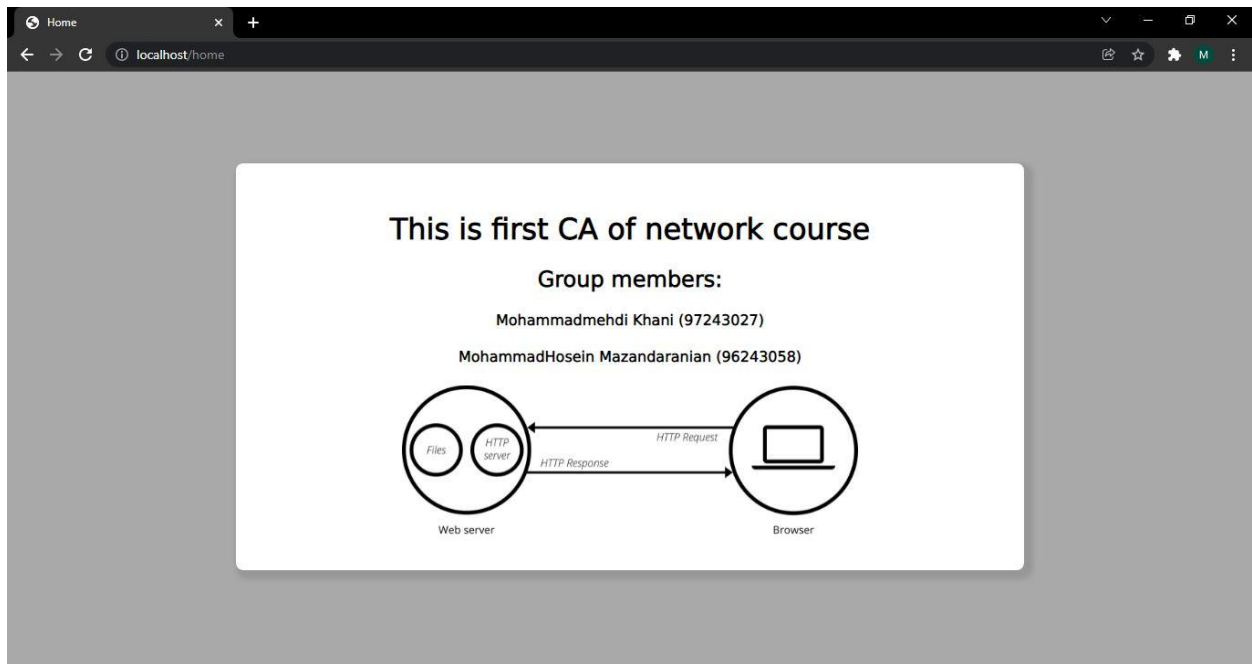 Home
localhost/home
M
This is first CA of network course
Group members:
Mohammadmehdi Khani (97243027)
MohammadHosein Mazandaranian (96243058)
Files
HTTP
server
HTTP Request
HTTP Response
Web server
Browser